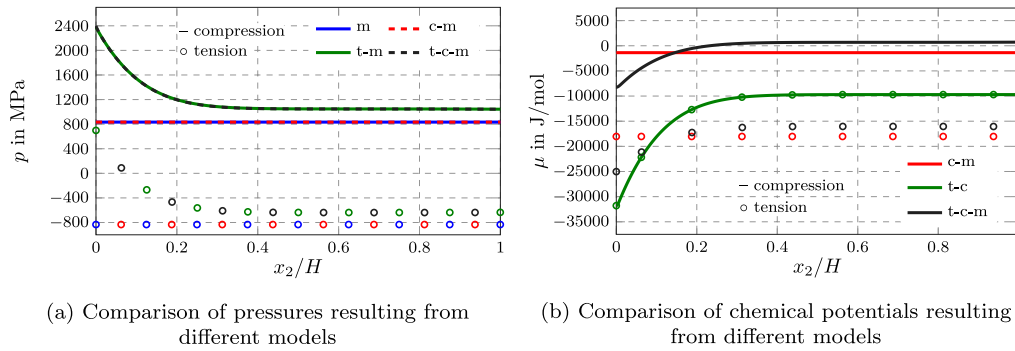 2400
2000
1600
1200
800
400
0
−400
−800
p in MPa
0
0.2
0.4
0.6
0.8
1
x₂/H
compression
tension
m
c-m
t-m
t-c-m
(a) Comparison of pressures resulting from
different models
5000
0
−5000
−10000
−15000
−20000
−25000
−30000
−35000
μ in J/mol
0
0.2
0.4
0.6
0.8
x₂/H
compression
tension
c-m
t-c
t-c-m
(b) Comparison of chemical potentials resulting
from different models